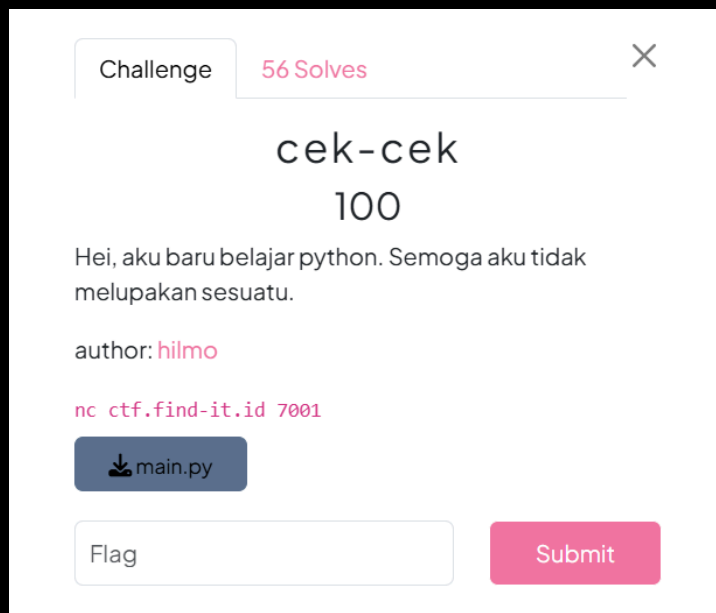 Challenge
56 Solves
cek-cek
100
Hei, aku baru belajar python. Semoga aku tidak
melupakan sesuatu.
author: hilmo
nc ctf.find-it.id 7001
main.py
Flag
Submit